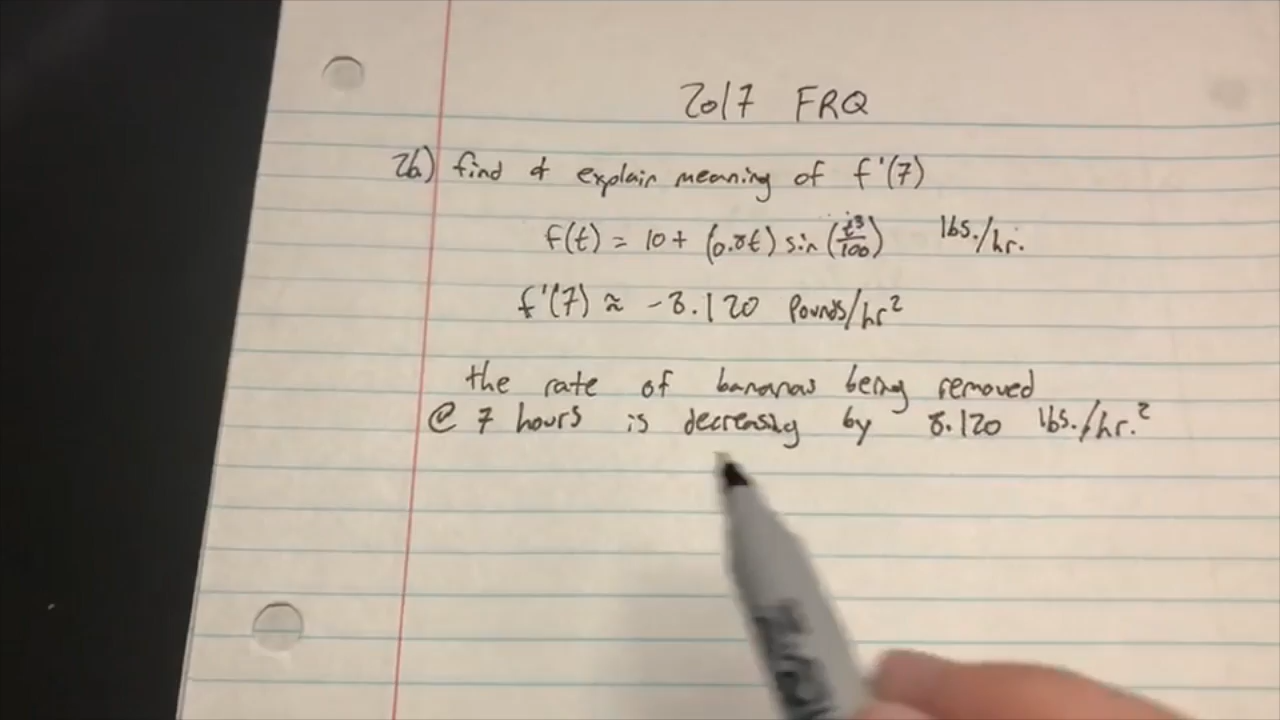 2017 FRQ
2b.) find & explain meaning of f'(7)
f(t) = 10 + (0.8t) sin (t³/100) lbs./hr.
f'(7) ≈ -8.120 Pounds/hr²
the rate of bananas being removed
@ 7 hours is decreasing by 8.120 lbs./hr.²